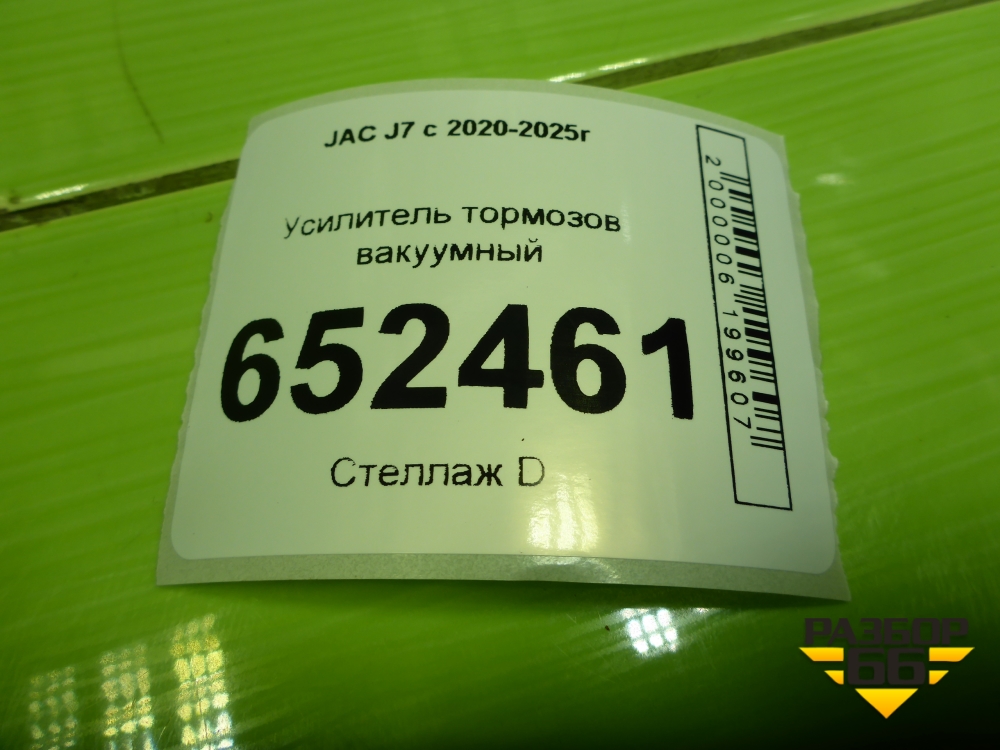 JAC J7 с 2020-2025г
Усилитель тормозов
вакуумный
652461
Стеллаж D
2000006199607
РАЗБОР
66